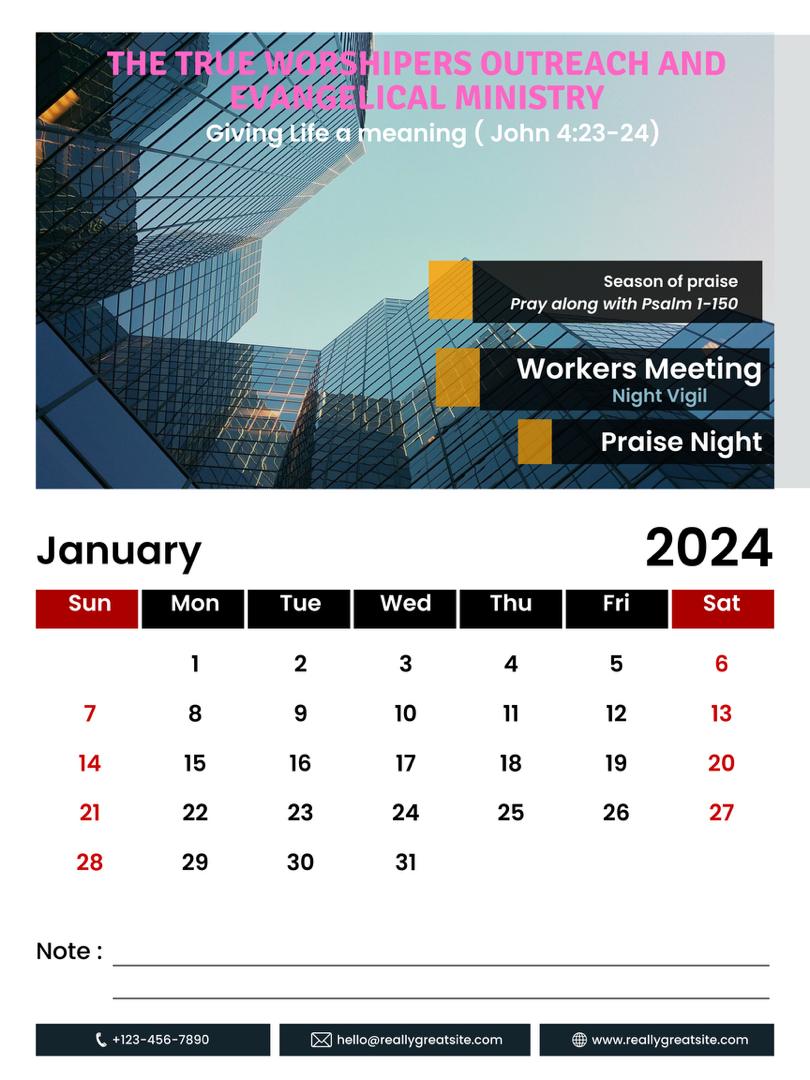 THE TRUE WORSHIPERS OUTREACH AND
EVANGELICAL MINISTRY
Giving Life a meaning ( John 4:23-24)
Season of praise
Pray along with Psalm 1-150
Workers Meeting
Night Vigil
Praise Night
January 2024
Sun Mon Tue Wed Thu Fri Sat
1 2 3 4 5 6
7 8 9 10 11 12 13
14 15 16 17 18 19 20
21 22 23 24 25 26 27
28 29 30 31
Note :
+123-456-7890 hello@reallygreatsite.com www.reallygreatsite.com